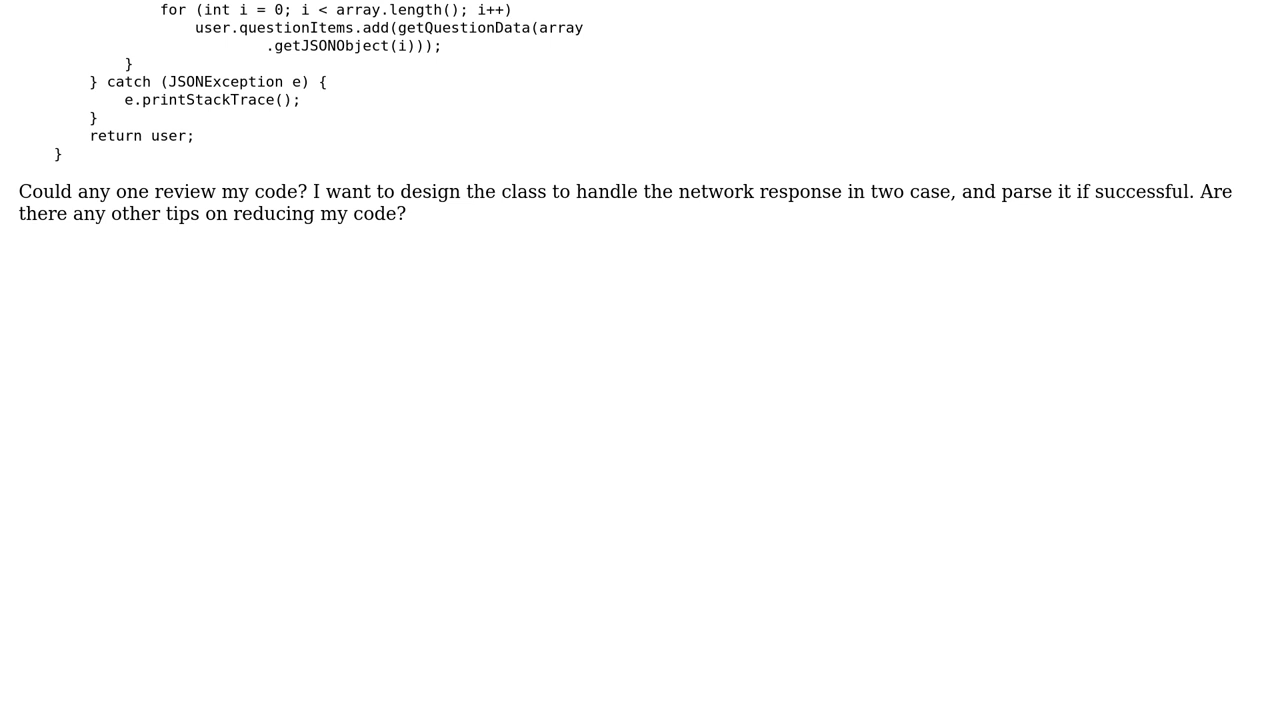 for (int i = 0; i < array.length(); i++)
user.questionItems.add(getQuestionData(array
.getJSONObject(i)));
}
} catch (JSONException e) {
e.printStackTrace();
}
return user;
}
Could any one review my code? I want to design the class to handle the network response in two case, and parse it if successful. Are
there any other tips on reducing my code?